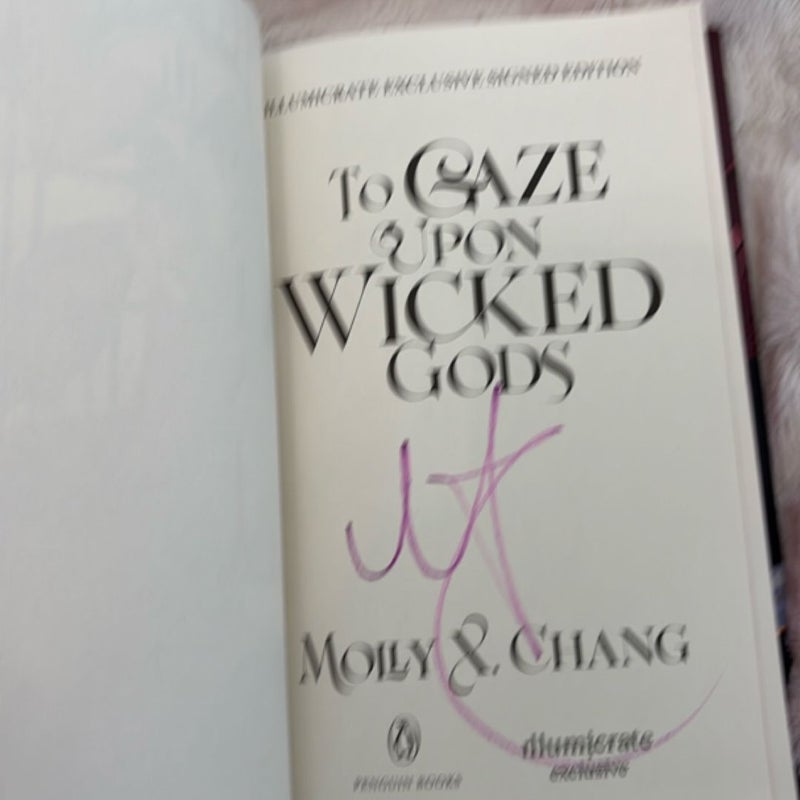 ILLUMICRATE EXCLUSIVE SIGNED EDITION
To GAZE
UPON
WICKED
GODS
MOLLY X. CHANG
PENGUIN BOOKS
illumicrate
exclusive